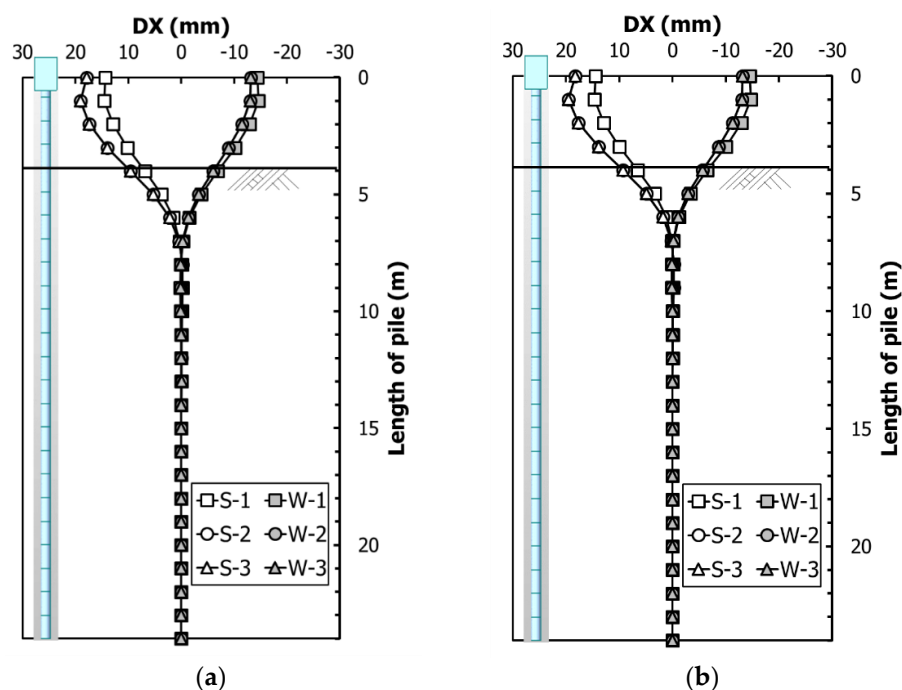 DX (mm)
30 20 10 0 -10 -20 -30
0
5
10
15
20
Length of pile (m)
S-1 W-1
S-2 W-2
S-3 W-3
(a)
DX (mm)
30 20 10 0 -10 -20 -30
0
5
10
15
20
Length of pile (m)
S-1 W-1
S-2 W-2
S-3 W-3
(b)